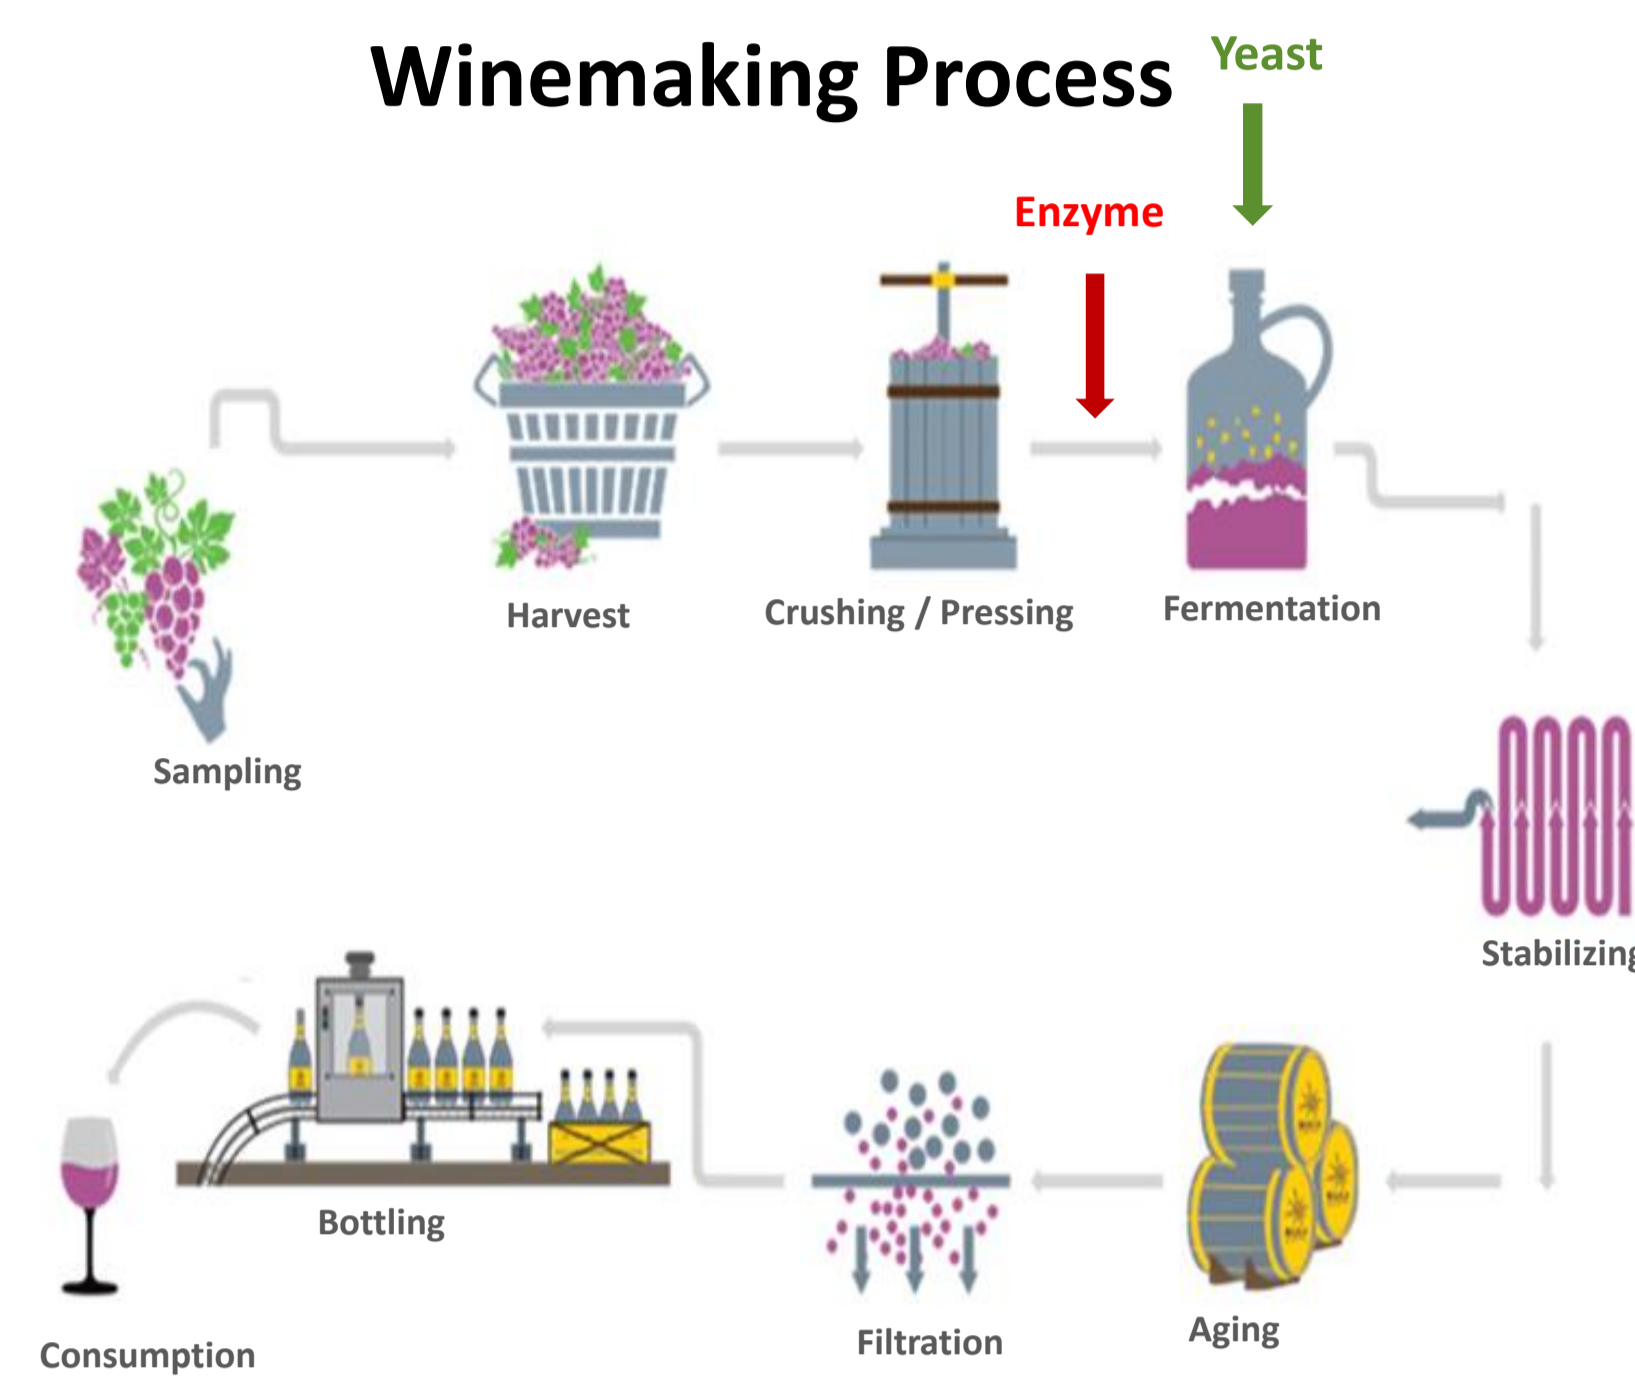 Winemaking Process
Yeast
Enzyme
Harvest
Crushing / Pressing
Fermentation
Sampling
Stabilizing
Bottling
Consumption
Filtration
Aging